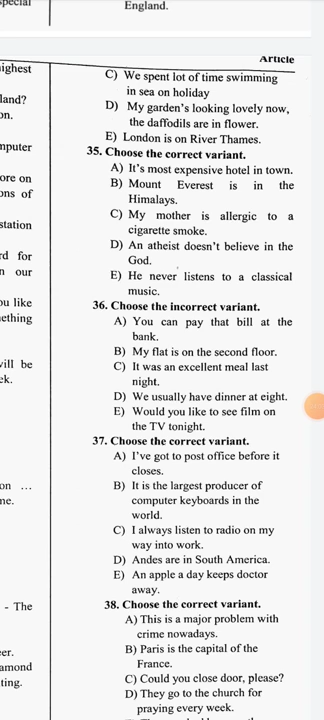 special
England.
Article
ighest
land?
on.
mputer
ore on
ons of
station
rd for
n our
ou like
ething
will be
ek.
on ...
ne.
- The
eer.
amond
ting.
C) We spent lot of time swimming
in sea on holiday
D) My garden's looking lovely now,
the daffodils are in flower.
E) London is on River Thames.
35. Choose the correct variant.
A) It's most expensive hotel in town.
B) Mount Everest is in the
Himalays.
C) My mother is allergic to a
cigarette smoke.
D) An atheist doesn't believe in the
God.
E) He never listens to a classical
music.
36. Choose the incorrect variant.
A) You can pay that bill at the
bank.
B) My flat is on the second floor.
C) It was an excellent meal last
night.
D) We usually have dinner at eight.
E) Would you like to see film on
the TV tonight.
37. Choose the correct variant.
A) I've got to post office before it
closes.
B) It is the largest producer of
computer keyboards in the
world.
C) I always listen to radio on my
way into work.
D) Andes are in South America.
E) An apple a day keeps doctor
away.
38. Choose the correct variant.
A) This is a major problem with
crime nowadays.
B) Paris is the capital of the
France.
C) Could you close door, please?
D) They go to the church for
praying every week.